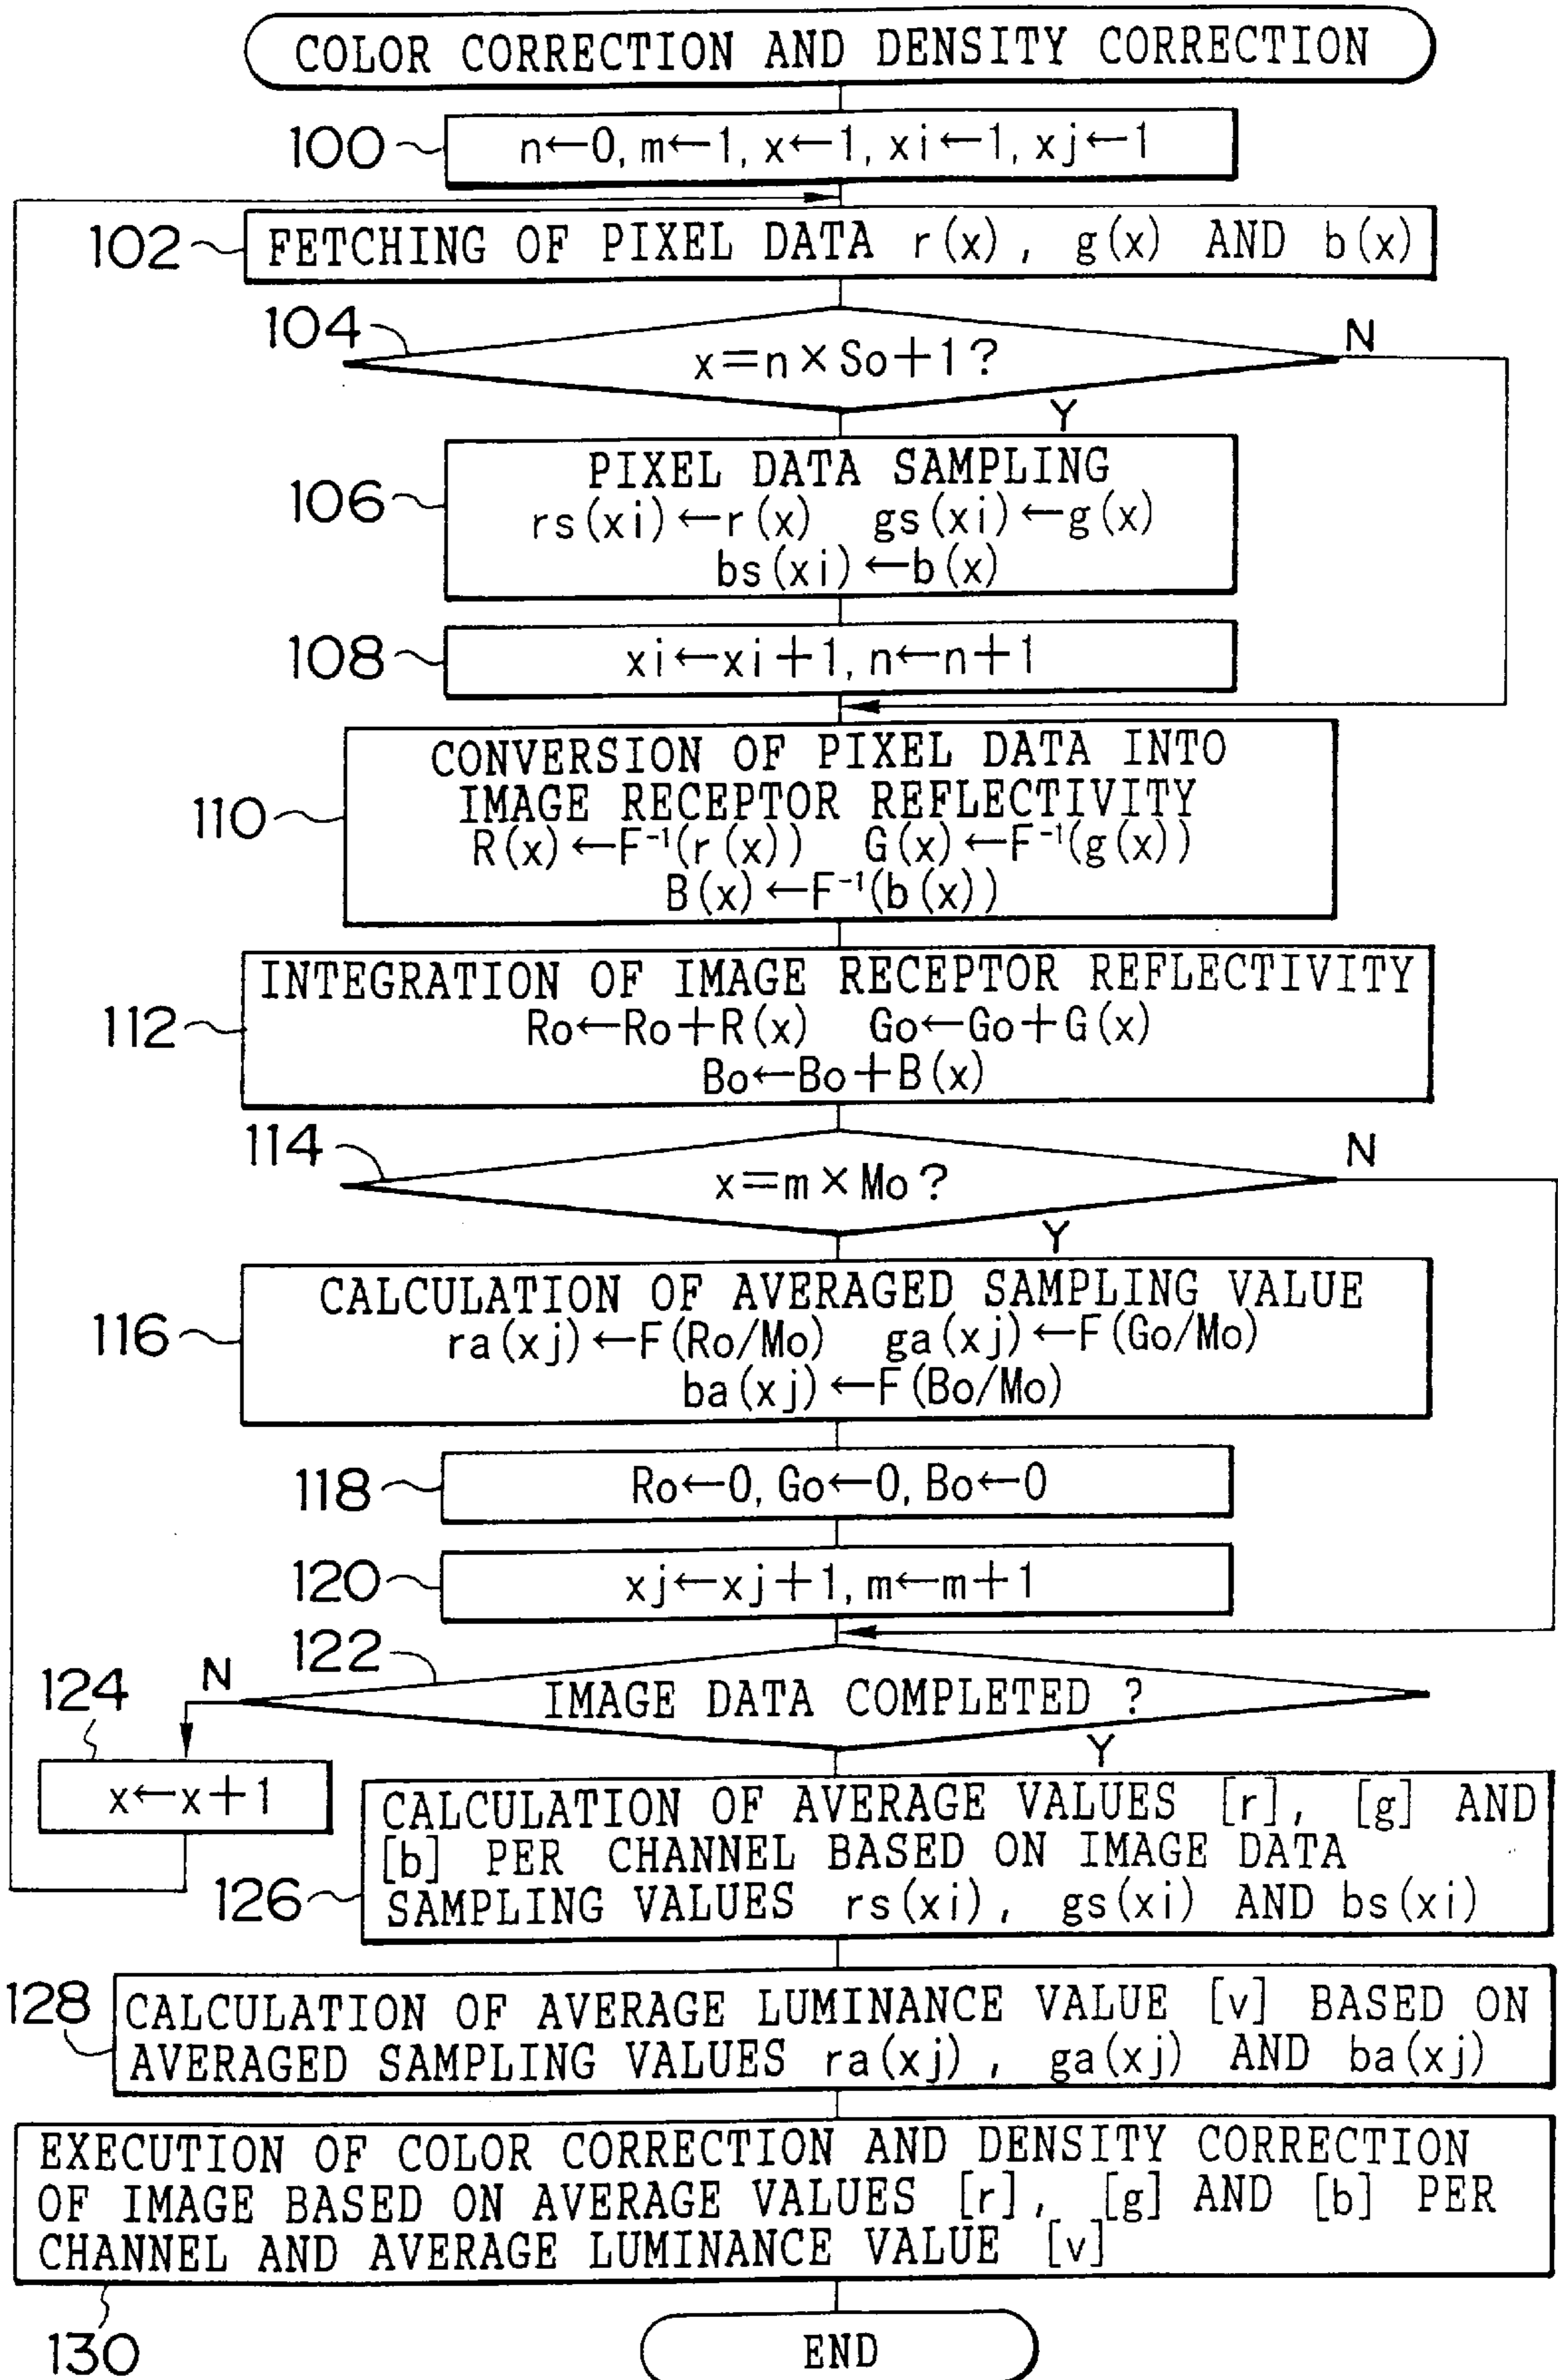 COLOR CORRECTION AND DENSITY CORRECTION
100
n←0, m←1, x←1, xi←1, xj←1
102
FETCHING OF PIXEL DATA r(x), g(x) AND b(x)
104
x=n×So+1?
N
Y
106
PIXEL DATA SAMPLING
rs(xi)←r(x) gs(xi)←g(x)
bs(xi)←b(x)
108
xi←xi+1, n←n+1
110
CONVERSION OF PIXEL DATA INTO
IMAGE RECEPTOR REFLECTIVITY
R(x)←F⁻¹(r(x)) G(x)←F⁻¹(g(x))
B(x)←F⁻¹(b(x))
112
INTEGRATION OF IMAGE RECEPTOR REFLECTIVITY
Ro←Ro+R(x) Go←Go+G(x)
Bo←Bo+B(x)
114
x=m×Mo?
N
Y
116
CALCULATION OF AVERAGED SAMPLING VALUE
ra(xj)←F(Ro/Mo) ga(xj)←F(Go/Mo)
ba(xj)←F(Bo/Mo)
118
Ro←0, Go←0, Bo←0
120
xj←xj+1, m←m+1
122
IMAGE DATA COMPLETED ?
N
Y
124
x←x+1
126
CALCULATION OF AVERAGE VALUES [r], [g] AND
[b] PER CHANNEL BASED ON IMAGE DATA
SAMPLING VALUES rs(xi), gs(xi) AND bs(xi)
128
CALCULATION OF AVERAGE LUMINANCE VALUE [v] BASED ON
AVERAGED SAMPLING VALUES ra(xj), ga(xj) AND ba(xj)
EXECUTION OF COLOR CORRECTION AND DENSITY CORRECTION
OF IMAGE BASED ON AVERAGE VALUES [r], [g] AND [b] PER
CHANNEL AND AVERAGE LUMINANCE VALUE [v]
130
END